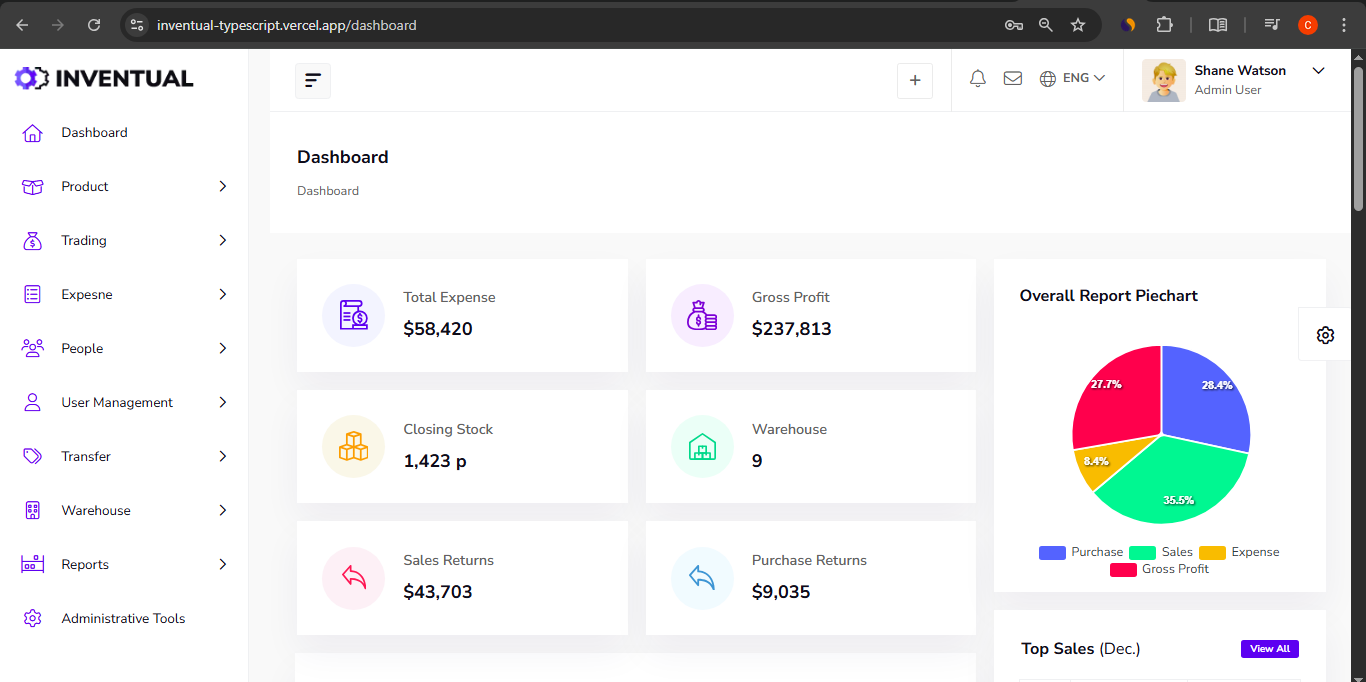 inventual-typescript.vercel.app/dashboard
C
INVENTUAL
ENG
Shane Watson
Admin User
Dashboard
Product
Trading
Expesne
People
User Management
Transfer
Warehouse
Reports
Administrative Tools
Dashboard
Dashboard
Total Expense
$58,420
Gross Profit
$237,813
Closing Stock
1,423 p
Warehouse
9
Sales Returns
$43,703
Purchase Returns
$9,035
Overall Report Piechart
27.7%
28.4%
8.4%
35.5%
Purchase Sales Expense
Gross Profit
Top Sales (Dec.)
View All